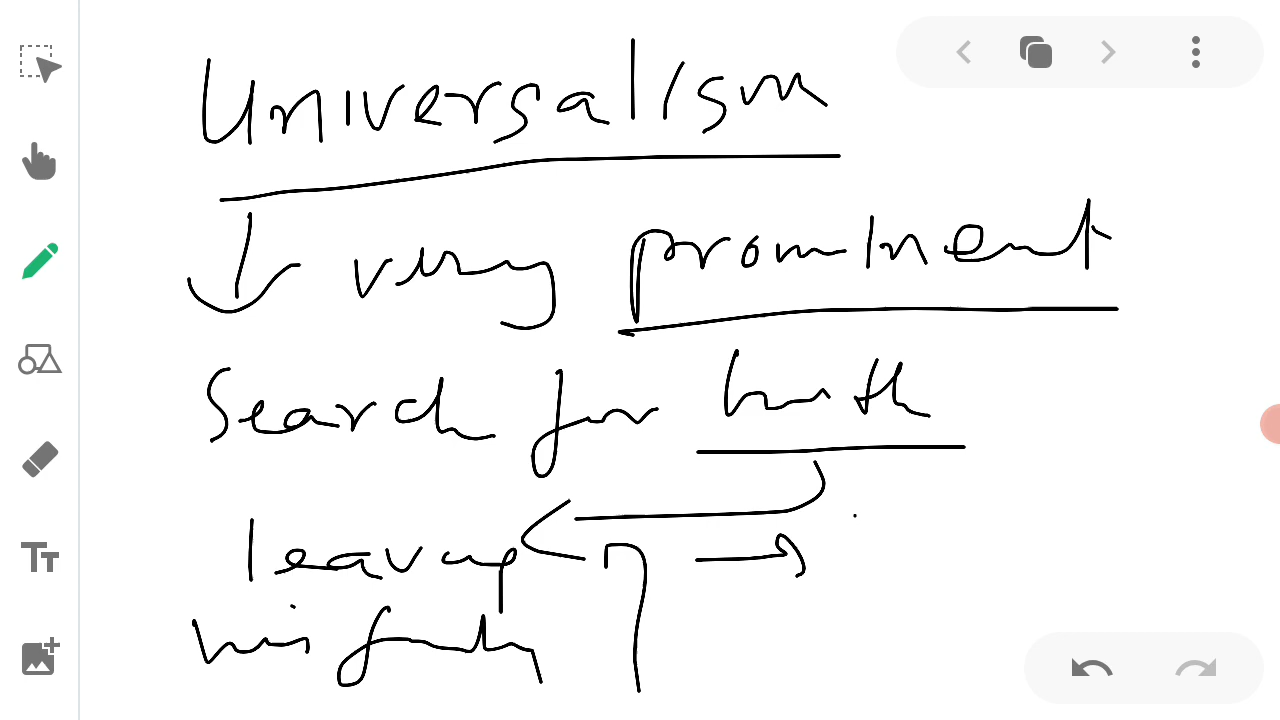 Universalism
very prominent
Search for truth
leaving
his family